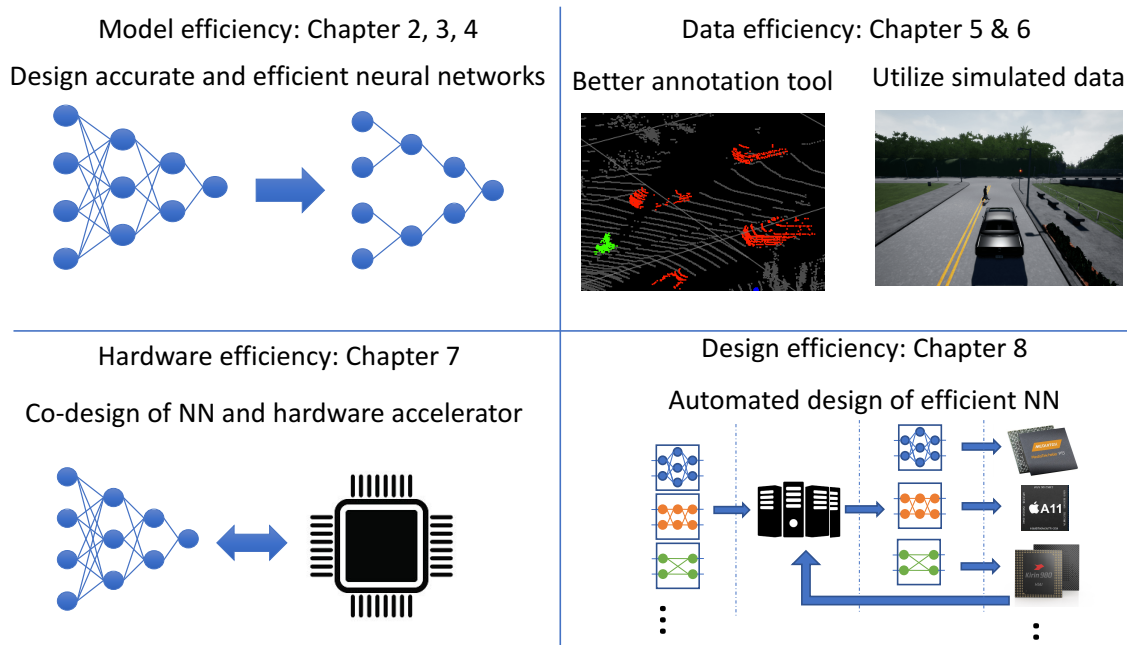 Model efficiency: Chapter 2, 3, 4
Design accurate and efficient neural networks
Data efficiency: Chapter 5 & 6
Better annotation tool
Utilize simulated data
Hardware efficiency: Chapter 7
Co-design of NN and hardware accelerator
Design efficiency: Chapter 8
Automated design of efficient NN
A11
Kirin 980